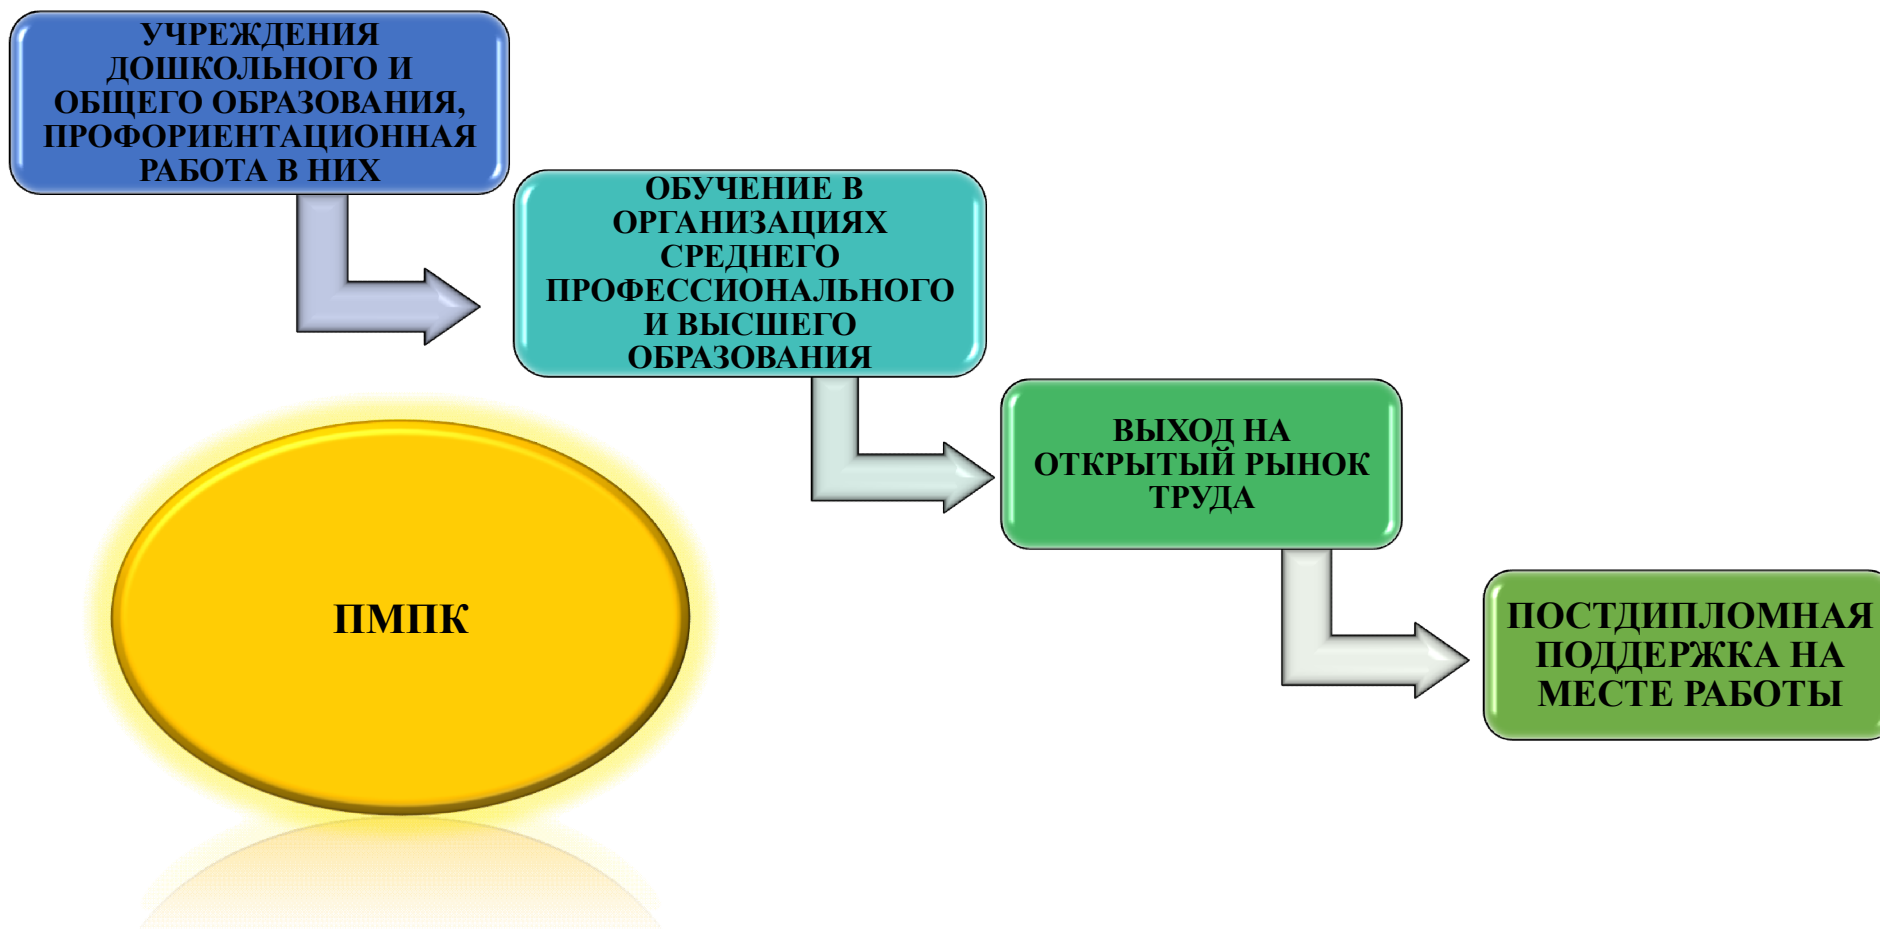 УЧРЕЖДЕНИЯ
ДОШКОЛЬНОГО И
ОБЩЕГО ОБРАЗОВАНИЯ,
ПРОФОРИЕНТАЦИОННАЯ
РАБОТА В НИХ
ОБУЧЕНИЕ В
ОРГАНИЗАЦИЯХ
СРЕДНЕГО
ПРОФЕССИОНАЛЬНОГО
И ВЫСШЕГО
ОБРАЗОВАНИЯ
ВЫХОД НА
ОТКРЫТЫЙ РЫНОК
ТРУДА
ПОСТДИПЛОМНАЯ
ПОДДЕРЖКА НА
МЕСТЕ РАБОТЫ
ПМПК